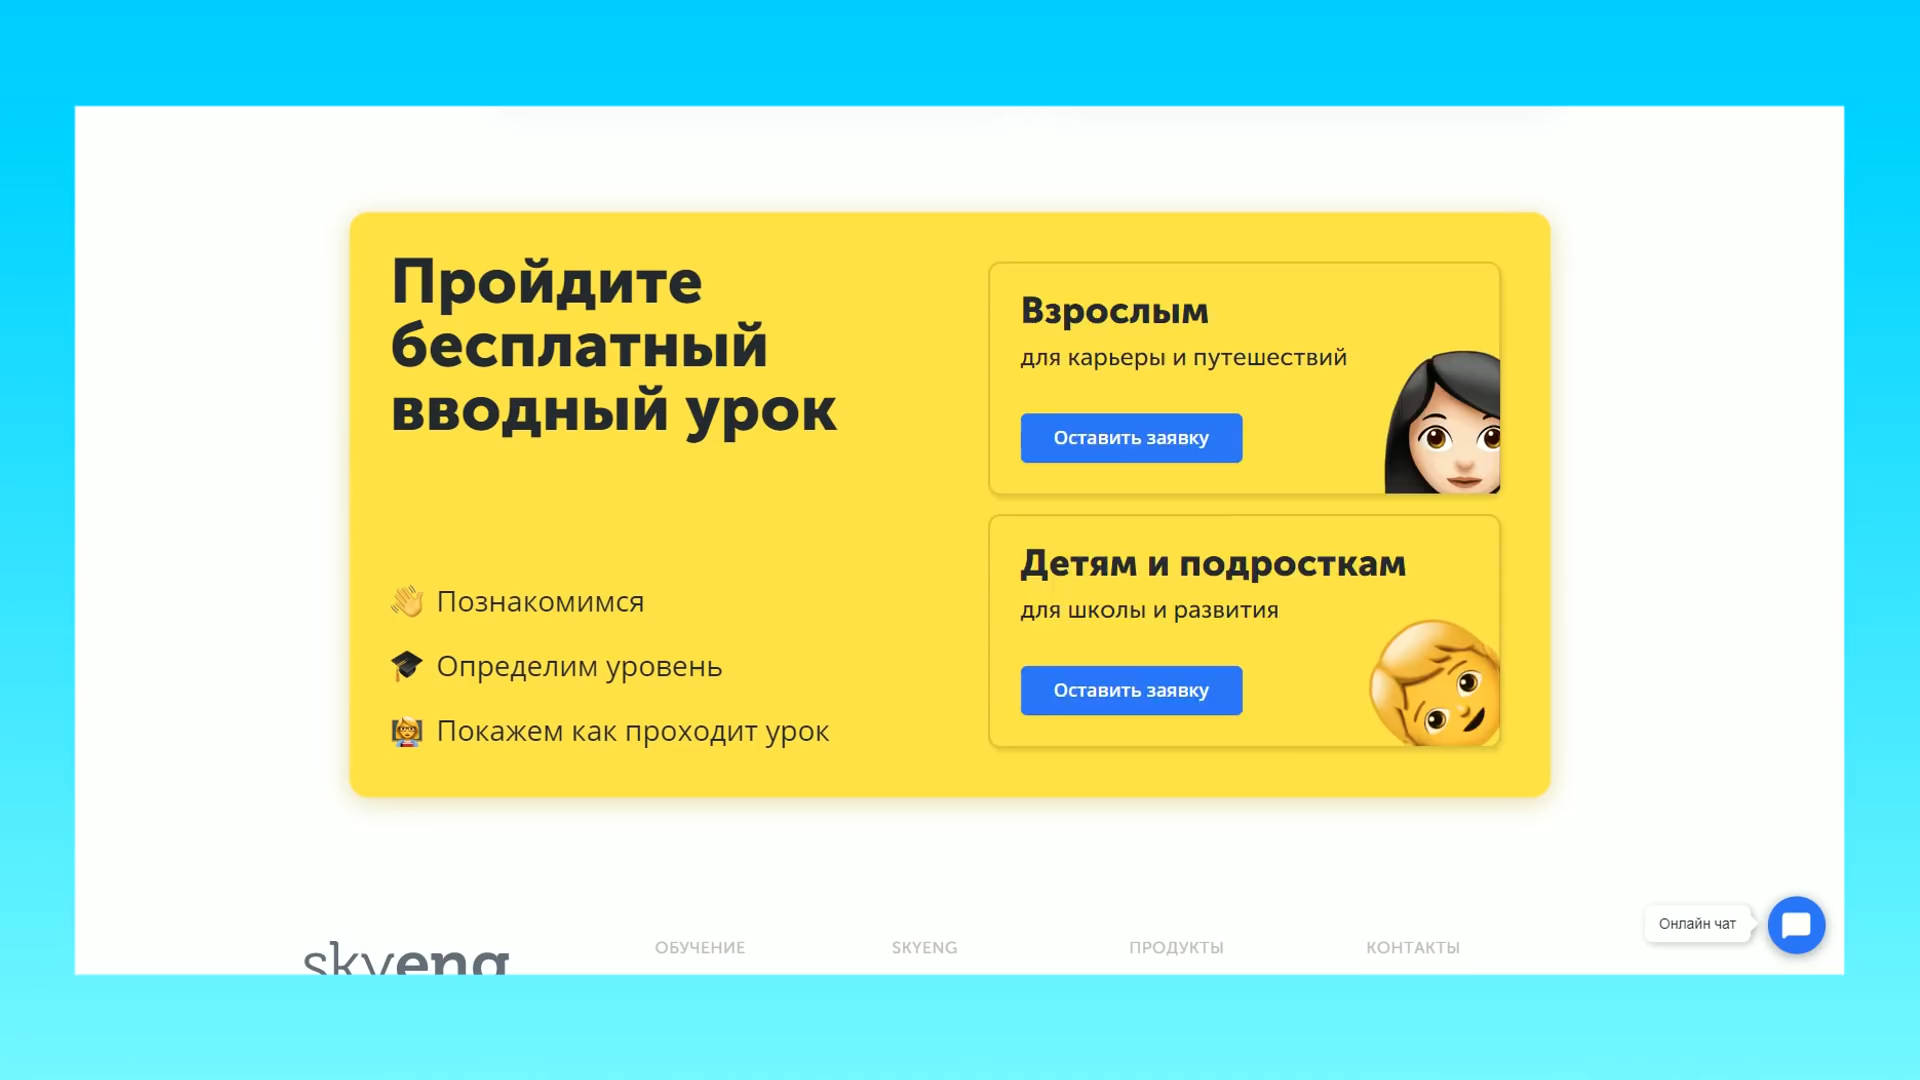 Пройдите
бесплатный
вводный урок
👋 Познакомимся
🎓 Определим уровень
👩‍🏫 Покажем как проходит урок
Взрослым
для карьеры и путешествий
Оставить заявку
Детям и подросткам
для школы и развития
Оставить заявку
Онлайн чат
skyeng
ОБУЧЕНИЕ
SKYENG
ПРОДУКТЫ
КОНТАКТЫ